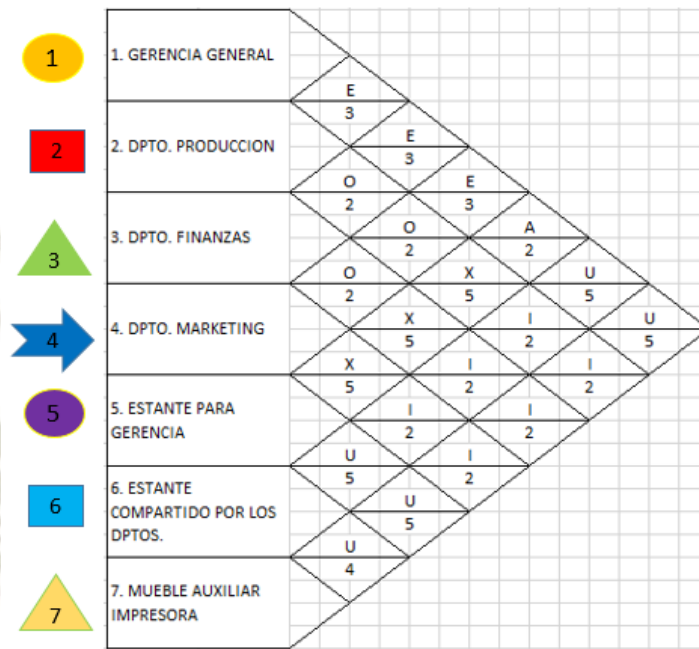 1
1. GERENCIA GENERAL
E
3
2
2. DPTO. PRODUCCION
E
3
O
2
E
3
3
3. DPTO. FINANZAS
O
2
A
2
O
2
X
5
U
5
4
4. DPTO. MARKETING
X
5
I
2
U
5
X
5
I
2
I
2
5
5. ESTANTE PARA
GERENCIA
I
2
I
2
U
5
I
2
6
6. ESTANTE
COMPARTIDO POR LOS
DPTOS.
U
5
U
4
7
7. MUEBLE AUXILIAR
IMPRESORA